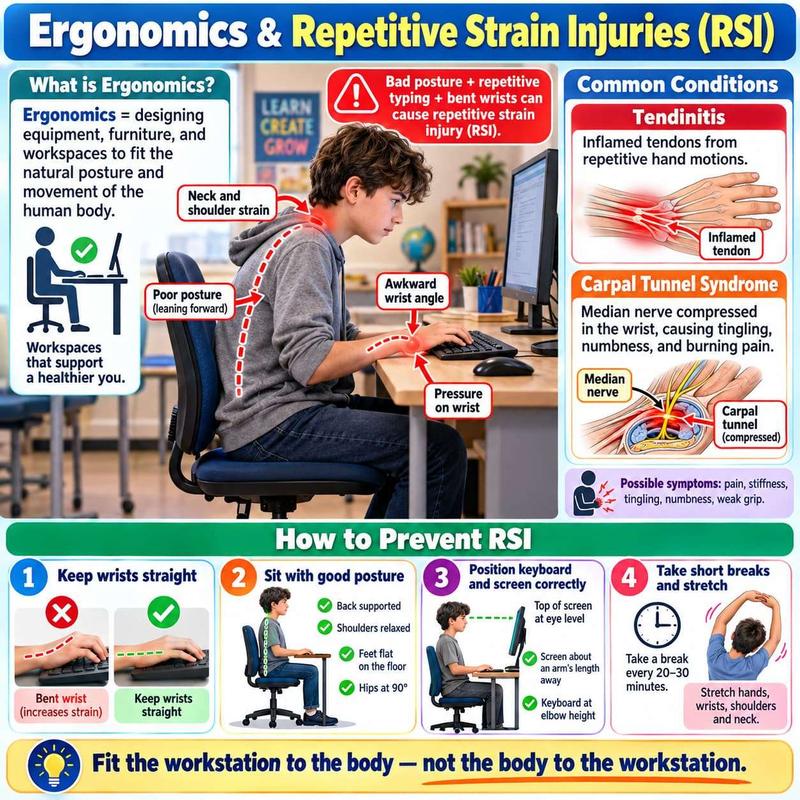 Ergonomics & Repetitive Strain Injuries (RSI)
What is Ergonomics?
Ergonomics = designing
equipment, furniture, and
workspaces to fit the
natural posture and
movement of the
human body.
Workspaces
that support
a healthier you.
LEARN
CREATE
GROW
Bad posture + repetitive
typing + bent wrists can
cause repetitive strain
injury (RSI).
Neck and
shoulder strain
Poor posture
(leaning forward)
Awkward
wrist angle
Pressure
on wrist
Common Conditions
Tendinitis
Inflamed tendons from
repetitive hand motions.
Inflamed
tendon
Carpal Tunnel Syndrome
Median nerve compressed
in the wrist, causing tingling,
numbness, and burning pain.
Median
nerve
Carpal
tunnel
(compressed)
Possible symptoms: pain, stiffness,
tingling, numbness, weak grip.
How to Prevent RSI
1 Keep wrists straight
Bent wrist
(increases strain)
Keep wrists
straight
2 Sit with good posture
Back supported
Shoulders relaxed
Feet flat
on the floor
Hips at 90°
3 Position keyboard
and screen correctly
Top of screen
at eye level
Screen about
an arm's length
away
Keyboard at
elbow height
4 Take short breaks
and stretch
Take a break
every 20–30
minutes.
Stretch hands,
wrists, shoulders
and neck.
Fit the workstation to the body — not the body to the workstation.